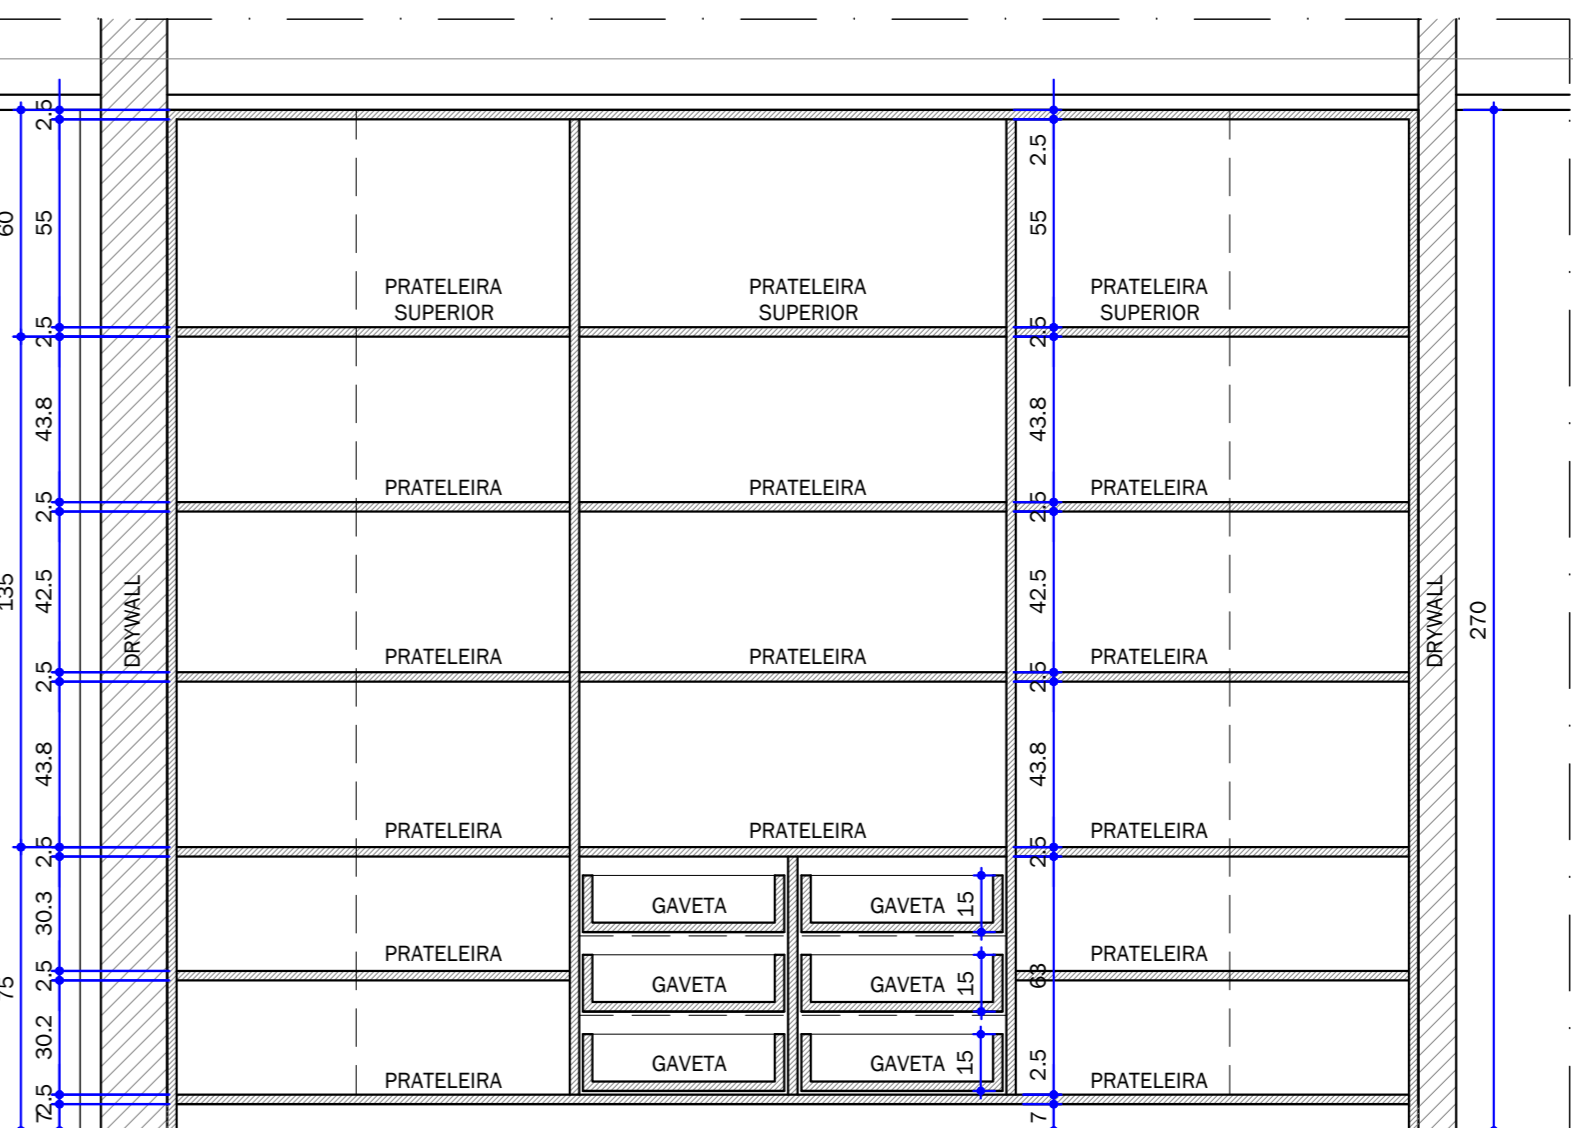 2.5
2.5
60
55
55
PRATELEIRA
SUPERIOR
PRATELEIRA
SUPERIOR
PRATELEIRA
SUPERIOR
2.5
2.5
43.8
43.8
PRATELEIRA
PRATELEIRA
PRATELEIRA
2.5
2.5
135
42.5
42.5
DRYWALL
DRYWALL
270
PRATELEIRA
PRATELEIRA
PRATELEIRA
2.5
2.5
43.8
43.8
PRATELEIRA
PRATELEIRA
PRATELEIRA
2.5
2.5
30.3
GAVETA
GAVETA
15
PRATELEIRA
PRATELEIRA
2.5
75
GAVETA
GAVETA
15
63
30.2
GAVETA
GAVETA
15
2.5
PRATELEIRA
PRATELEIRA
2.5
7
7